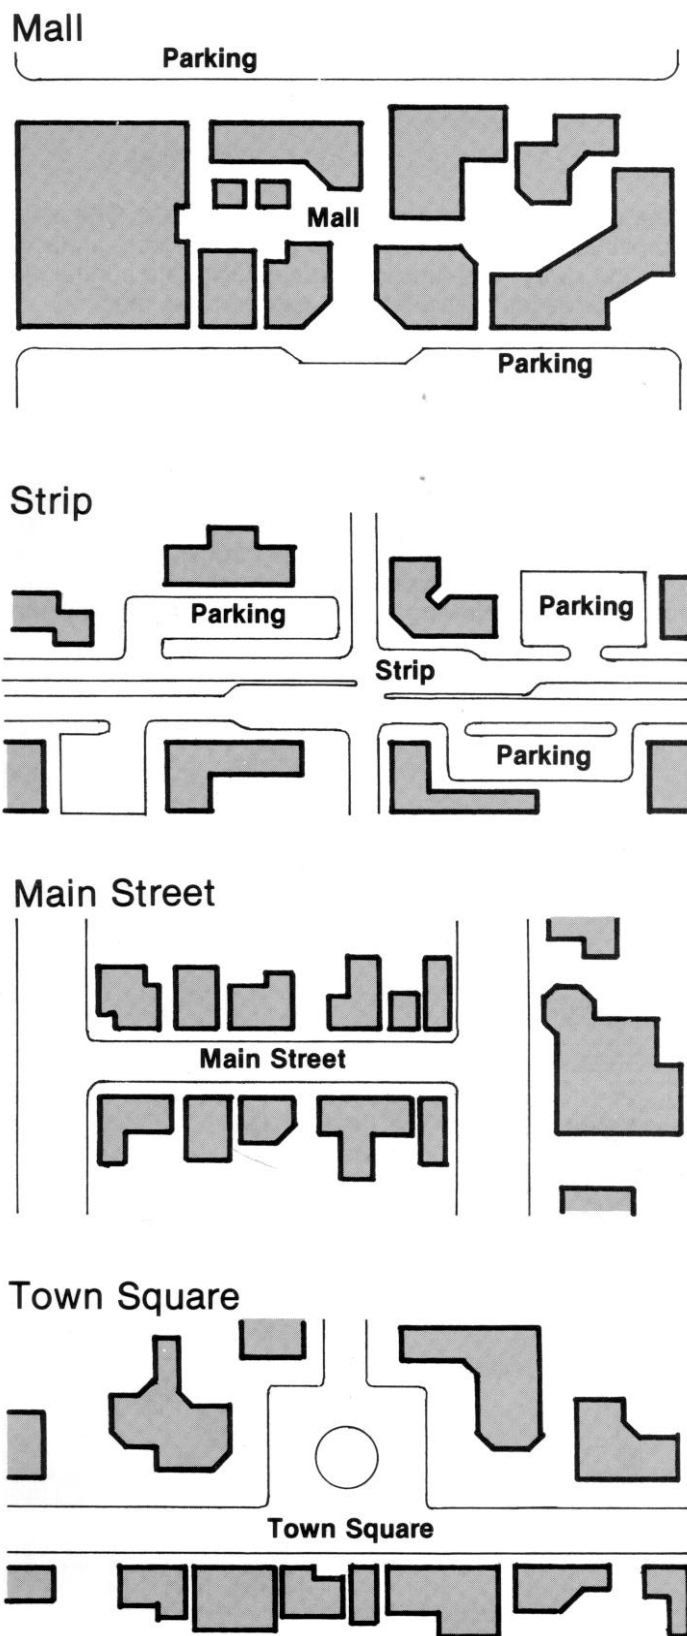 Mall
Parking
Mall
Parking
Strip
Parking
Parking
Strip
Parking
Main Street
Main Street
Town Square
Town Square